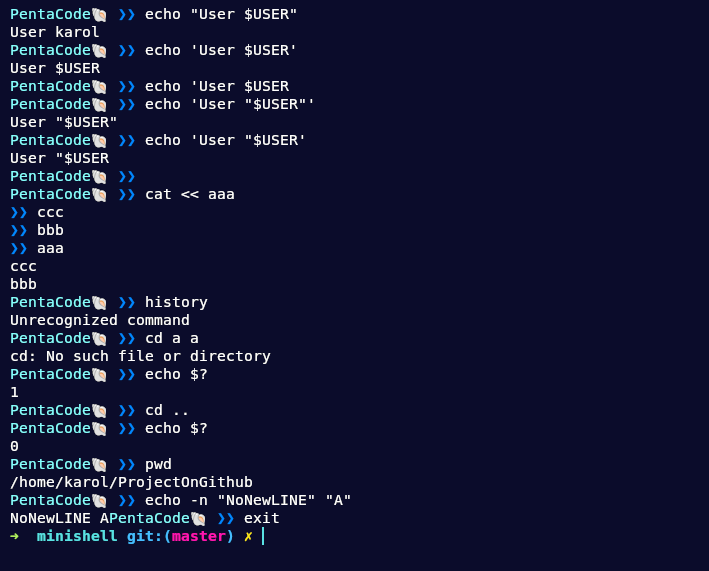 PentaCode🐚 ❯❯ echo "User $USER"
User karol
PentaCode🐚 ❯❯ echo 'User $USER'
User $USER
PentaCode🐚 ❯❯ echo 'User $USER
PentaCode🐚 ❯❯ echo 'User "$USER"'
User "$USER"
PentaCode🐚 ❯❯ echo 'User "$USER'
User "$USER
PentaCode🐚 ❯❯
PentaCode🐚 ❯❯ cat << aaa
❯❯ ccc
❯❯ bbb
❯❯ aaa
ccc
bbb
PentaCode🐚 ❯❯ history
Unrecognized command
PentaCode🐚 ❯❯ cd a a
cd: No such file or directory
PentaCode🐚 ❯❯ echo $?
1
PentaCode🐚 ❯❯ cd ..
PentaCode🐚 ❯❯ echo $?
0
PentaCode🐚 ❯❯ pwd
/home/karol/ProjectOnGithub
PentaCode🐚 ❯❯ echo -n "NoNewLINE" "A"
NoNewLINE APentaCode🐚 ❯❯ exit
➜  minishell git:(master) ✗